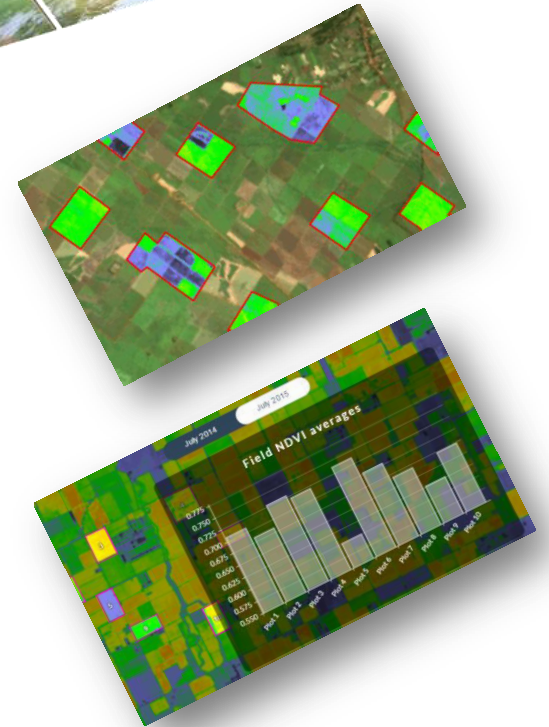 July 2014
July 2015
Field NDVI averages
0.775
0.750
0.725
0.700
0.675
0.650
0.625
0.600
0.575
0.550
Plot 1
Plot 2
Plot 3
Plot 4
Plot 5
Plot 6
Plot 7
Plot 8
Plot 9
Plot 10